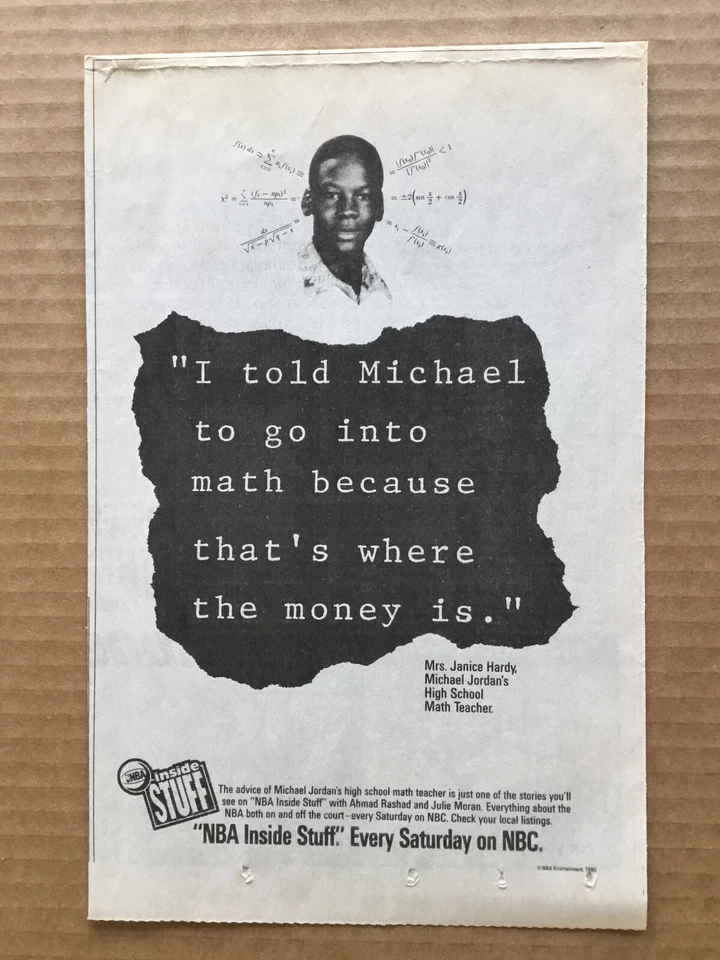 "I told Michael
to go into
math because
that's where
the money is."
Mrs. Janice Hardy,
Michael Jordan's
High School
Math Teacher.
NBA inside
STUFF
The advice of Michael Jordan's high school math teacher is just one of the stories you'll
see on "NBA Inside Stuff" with Ahmad Rashad and Julie Moran. Everything about the
NBA both on and off the court–every Saturday on NBC. Check your local listings.
"NBA Inside Stuff." Every Saturday on NBC.
© NBA Entertainment, 1990